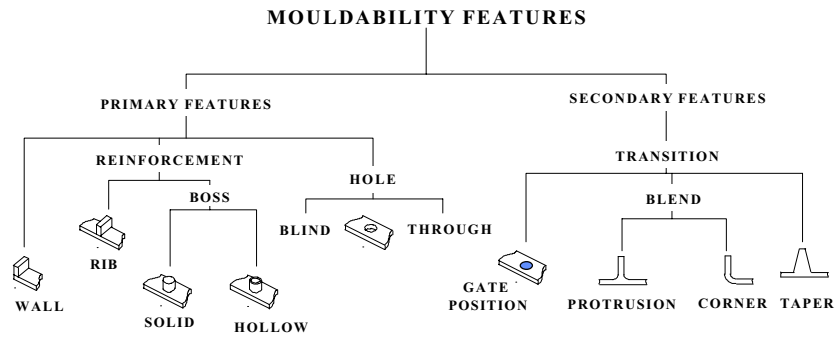 MOULDABILITY FEATURES
PRIMARY FEATURES
SECONDARY FEATURES
REINFORCEMENT
TRANSITION
HOLE
BOSS
BLEND
BLIND
THROUGH
RIB
GATE
POSITION
WALL
PROTRUSION
CORNER
TAPER
SOLID
HOLLOW